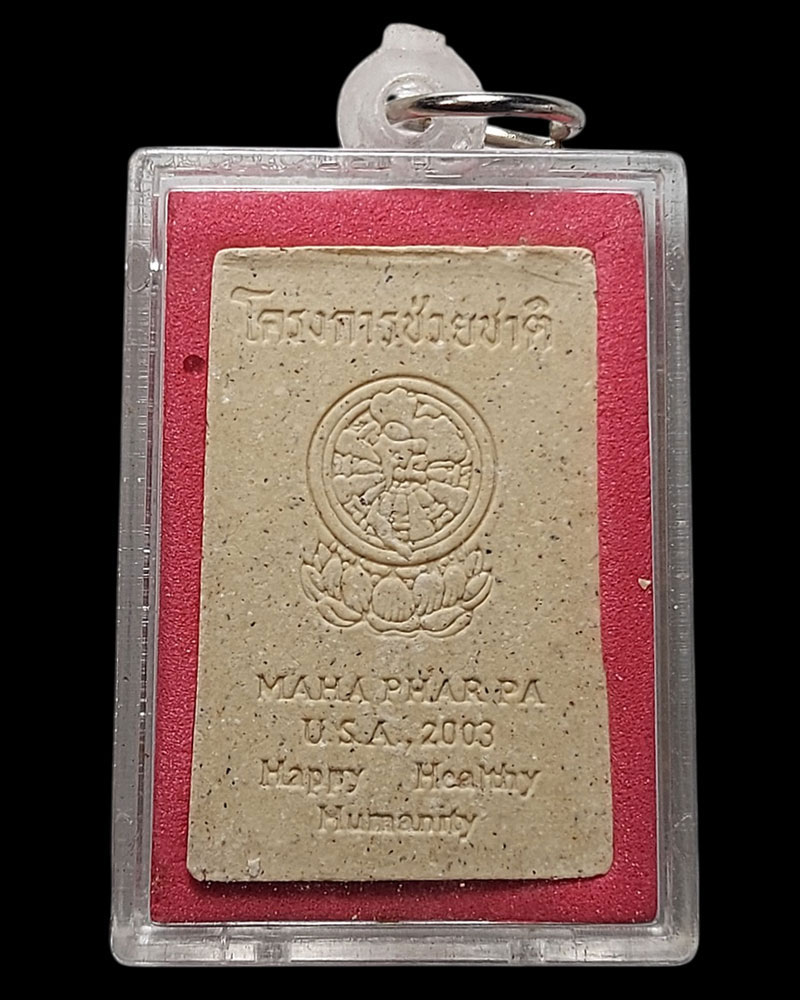 โครงการช่วยชาติ
MAHA PHAR PA
U.S.A., 2003
Happy Healthy
Humanity